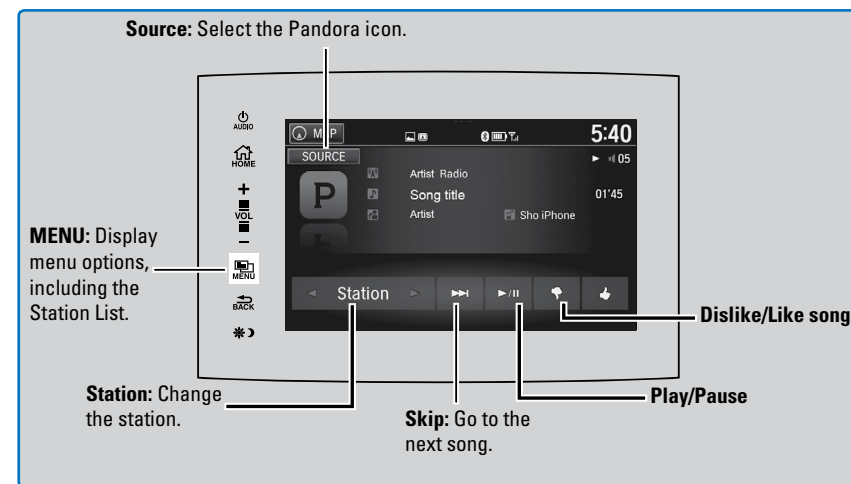 Source: Select the Pandora icon.
AUDIO
HOME
+
VOL
−
MENU
BACK
MAP
5:40
SOURCE
05
Artist Radio
P
Song title
01'45
Artist
Sho iPhone
Station
MENU: Display
menu options,
including the
Station List.
Dislike/Like song
Station: Change
the station.
Play/Pause
Skip: Go to the
next song.